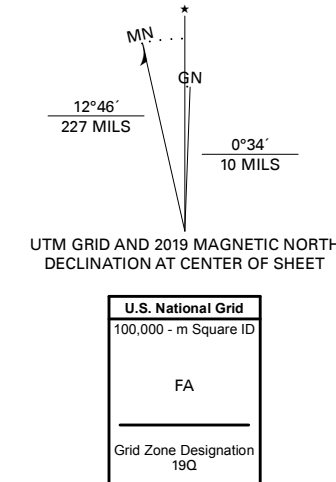 ★
MN
GN
12°46´
227 MILS
0°34´
10 MILS
UTM GRID AND 2019 MAGNETIC NORTH
DECLINATION AT CENTER OF SHEET
U.S. National Grid
100,000 - m Square ID
FA
Grid Zone Designation
19Q